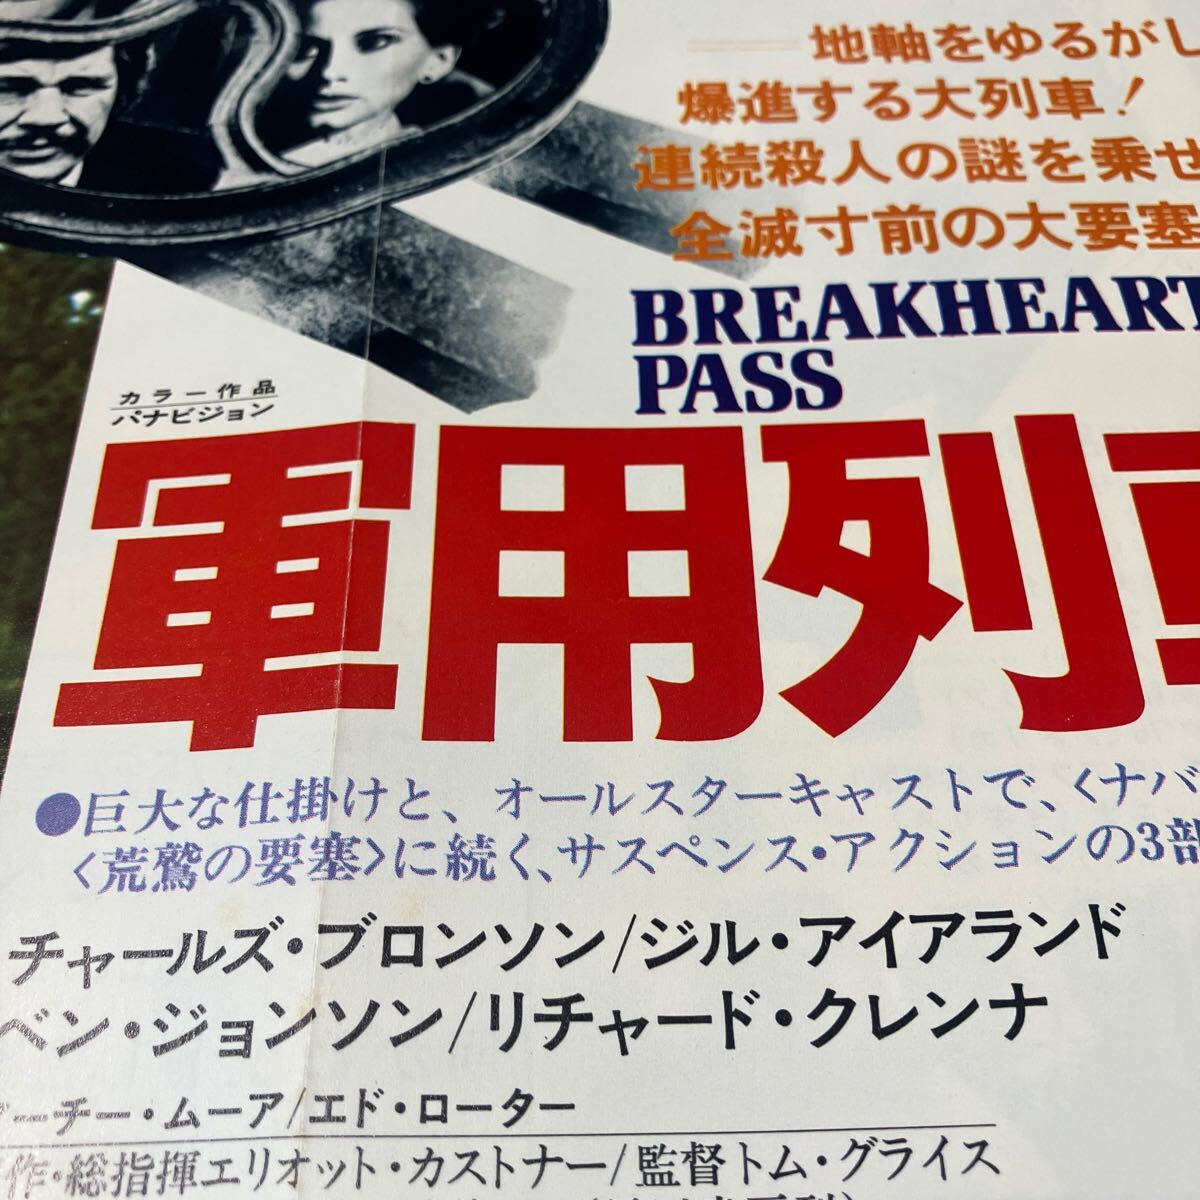 地軸をゆるがし
爆進する大列車!
連続殺人の謎を乗せ
全滅寸前の大要塞
BREAKHEART
PASS
カラー作品
パナビジョン
軍用列
●巨大な仕掛けと、オールスターキャストで、〈ナバ
〈荒鷲の要塞〉に続く、サスペンス・アクションの3部
チャールズ・ブロンソン/ジル・アイアランド
ベン・ジョンソン/リチャード・クレンナ
ーチー・ムーア/エド・ローター
作・総指揮エリオット・カストナー/監督トム・グライス